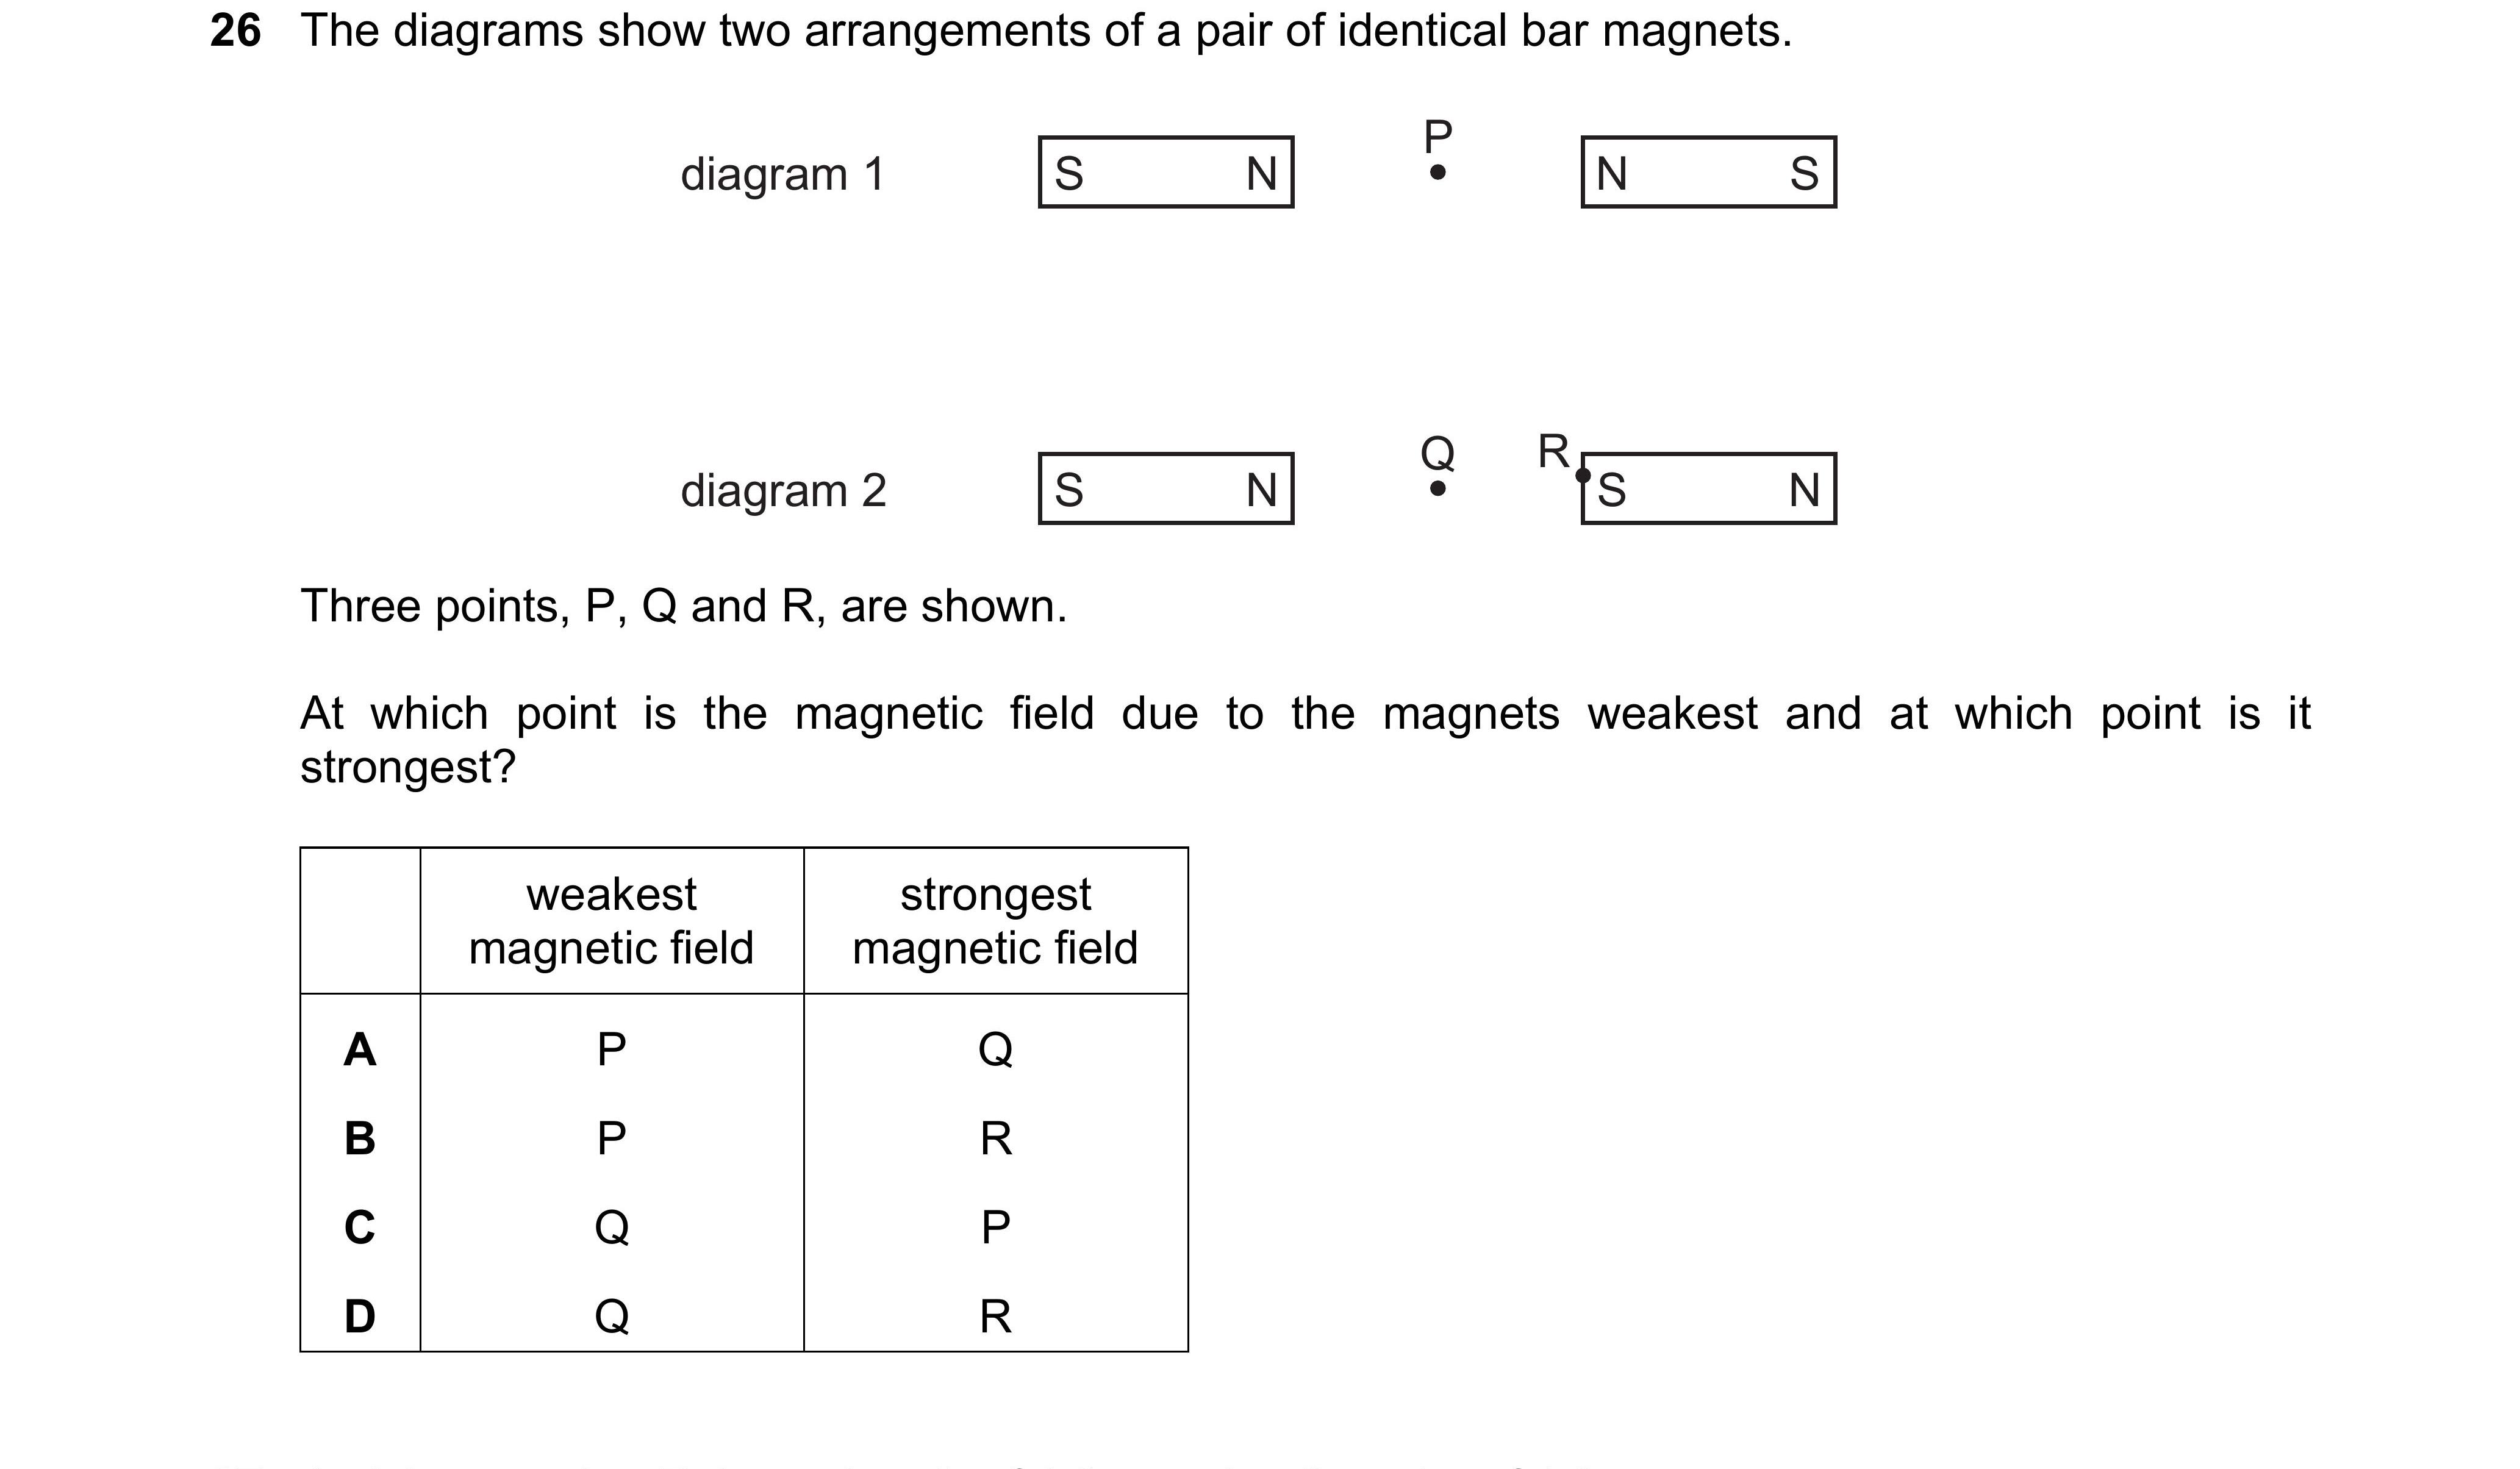 26 The diagrams show two arrangements of a pair of identical bar magnets.
P
diagram 1 S N N S
Q R
diagram 2 S N S N
Three points, P, Q and R, are shown.
At which point is the magnetic field due to the magnets weakest and at which point is it
strongest?
weakest strongest
magnetic field magnetic field
A P Q
B P R
C Q P
D Q R